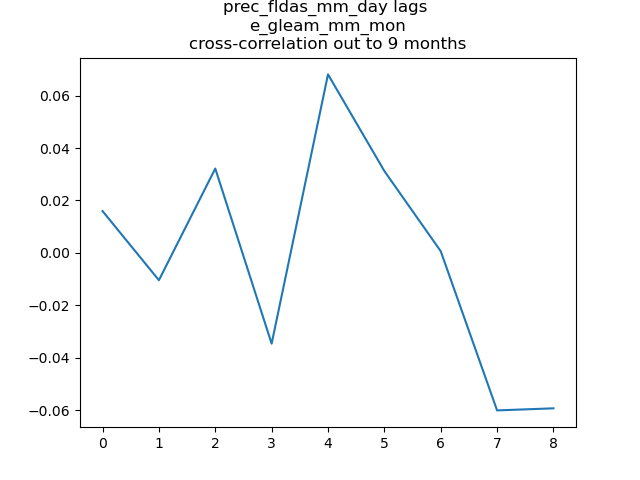 prec_fldas_mm_day lags
e_gleam_mm_mon
cross-correlation out to 9 months
0.06
0.04
0.02
0.00
−0.02
−0.04
−0.06
0 1 2 3 4 5 6 7 8